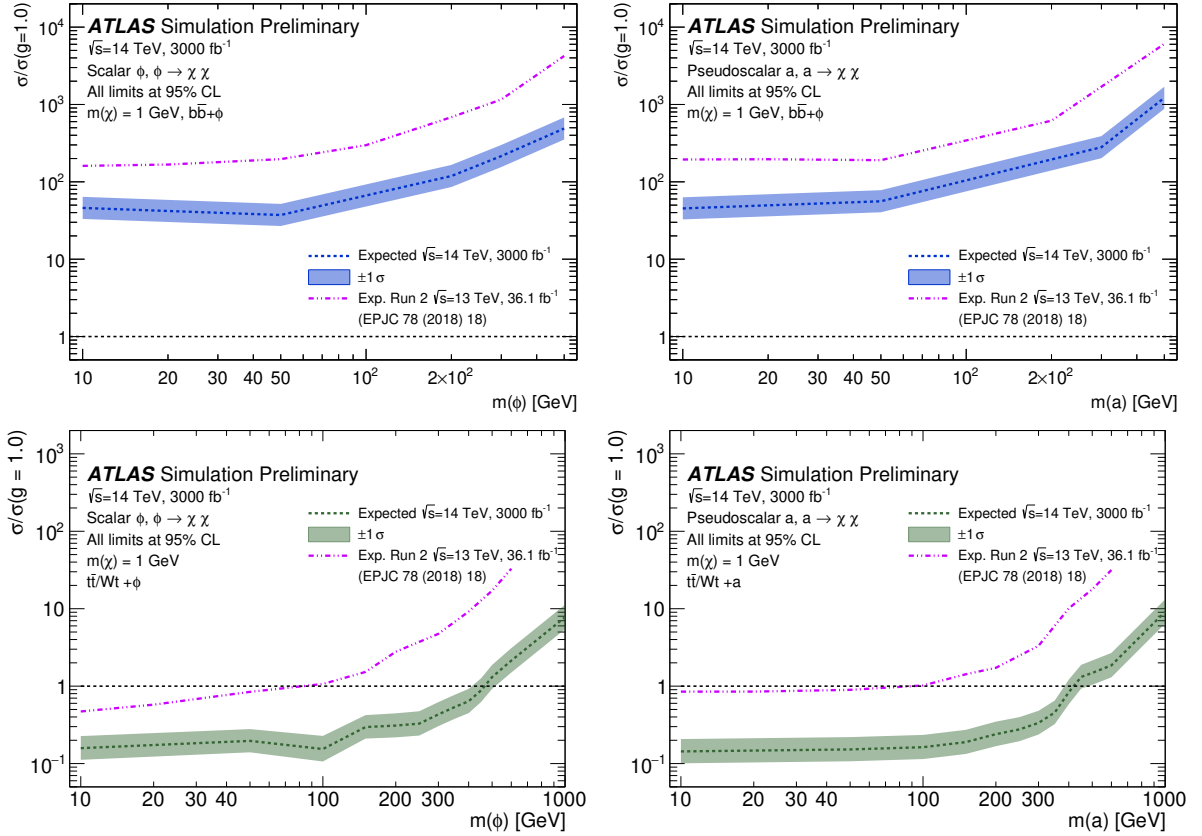 ATLAS Simulation Preliminary
√s=14 TeV, 3000 fb⁻¹
Scalar ϕ, ϕ → χ χ
All limits at 95% CL
m(χ) = 1 GeV, bb̄+ϕ
Expected √s=14 TeV, 3000 fb⁻¹
±1 σ
Exp. Run 2 √s=13 TeV, 36.1 fb⁻¹
(EPJC 78 (2018) 18)
σ/σ(g=1.0)
10⁴
10³
10²
10
1
10 20 30 40 50 10² 2×10²
m(ϕ) [GeV]
ATLAS Simulation Preliminary
√s=14 TeV, 3000 fb⁻¹
Pseudoscalar a, a → χ χ
All limits at 95% CL
m(χ) = 1 GeV, bb̄+ϕ
Expected √s=14 TeV, 3000 fb⁻¹
±1 σ
Exp. Run 2 √s=13 TeV, 36.1 fb⁻¹
(EPJC 78 (2018) 18)
σ/σ(g=1.0)
10⁴
10³
10²
10
1
10 20 30 40 50 10² 2×10²
m(a) [GeV]
ATLAS Simulation Preliminary
√s=14 TeV, 3000 fb⁻¹
Scalar ϕ, ϕ → χ χ
All limits at 95% CL
m(χ) = 1 GeV
tt̄/Wt +ϕ
Expected √s=14 TeV, 3000 fb⁻¹
±1 σ
Exp. Run 2 √s=13 TeV, 36.1 fb⁻¹
(EPJC 78 (2018) 18)
σ/σ(g = 1.0)
10³
10²
10
1
10⁻¹
10 20 30 40 100 200 300 1000
m(ϕ) [GeV]
ATLAS Simulation Preliminary
√s=14 TeV, 3000 fb⁻¹
Pseudoscalar a, a → χ χ
All limits at 95% CL
m(χ) = 1 GeV
tt̄/Wt +a
Expected √s=14 TeV, 3000 fb⁻¹
±1 σ
Exp. Run 2 √s=13 TeV, 36.1 fb⁻¹
(EPJC 78 (2018) 18)
σ/σ(g = 1.0)
10³
10²
10
1
10⁻¹
10 20 30 40 100 200 300 1000
m(a) [GeV]